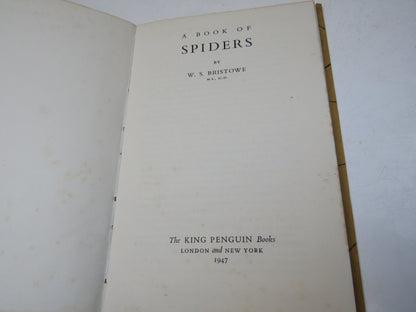 A BOOK OF
SPIDERS
BY
W. S. BRISTOWE
The KING PENGUIN Books
LONDON and NEW YORK
1947